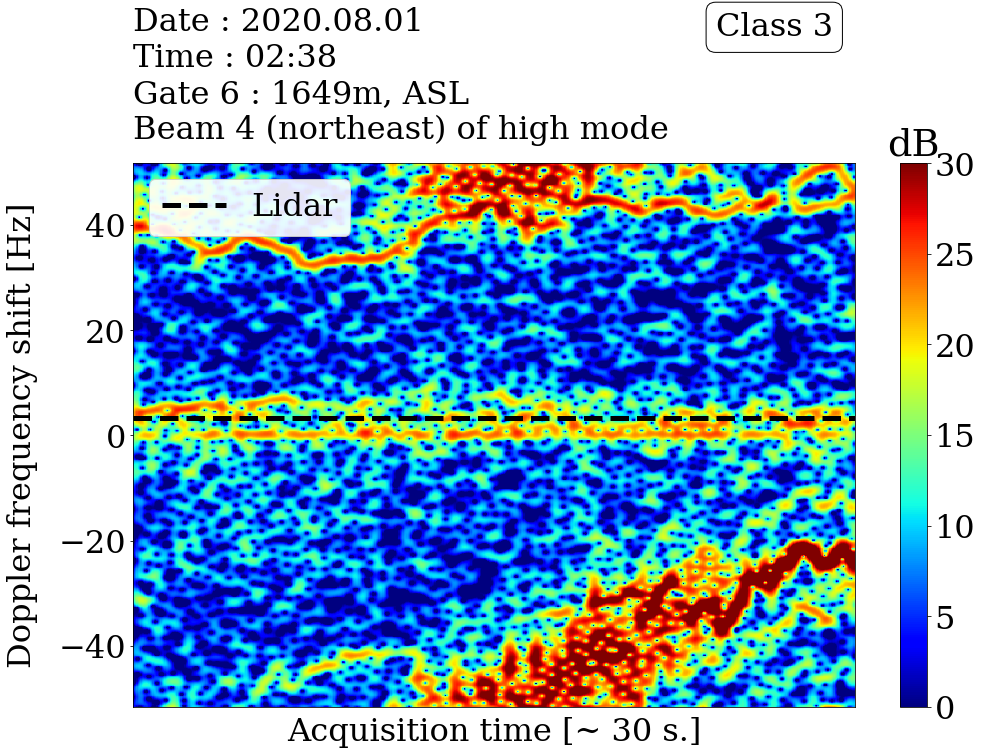 Date : 2020.08.01
Time : 02:38
Gate 6 : 1649m, ASL
Beam 4 (northeast) of high mode
Class 3
dB
Lidar
Doppler frequency shift [Hz]
40
20
0
−20
−40
30
25
20
15
10
5
0
Acquisition time [~ 30 s.]